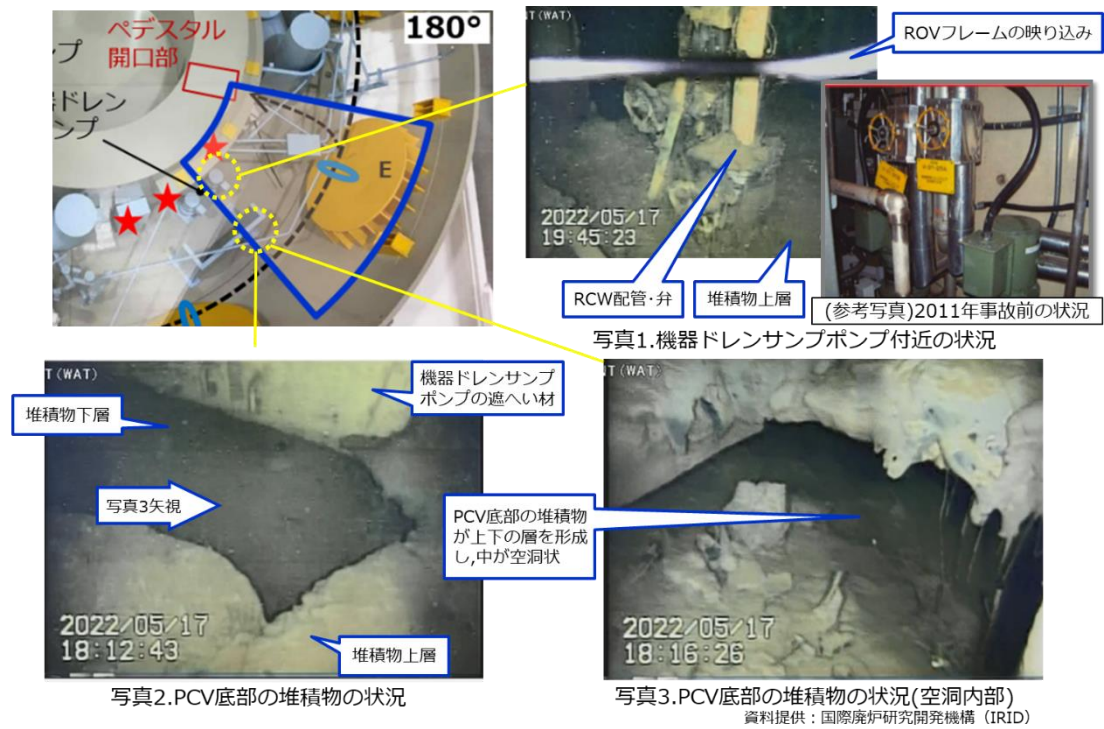 ペデスタル
開口部
180°
ンプ
器ドレン
ンプ
E
NT(WAT)
ROVフレームの映り込み
2022/05/17
19:45:23
RCW配管・弁
堆積物上層
(参考写真)2011年事故前の状況
写真1.機器ドレンサンプポンプ付近の状況
T(WAT)
堆積物下層
機器ドレンサンプ
ポンプの遮へい材
写真3矢視
2022/05/17
18:12:43
堆積物上層
写真2.PCV底部の堆積物の状況
NT(WAT)
PCV底部の堆積物
が上下の層を形成
し,中が空洞状
2022/05/17
18:16:26
写真3.PCV底部の堆積物の状況(空洞内部)
資料提供：国際廃炉研究開発機構（IRID）